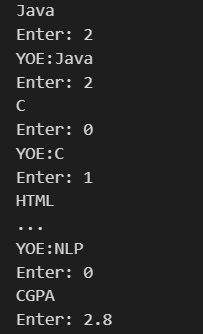 Java
Enter: 2
YOE:Java
Enter: 2
C
Enter: 0
YOE:C
Enter: 1
HTML
...
YOE:NLP
Enter: 0
CGPA
Enter: 2.8